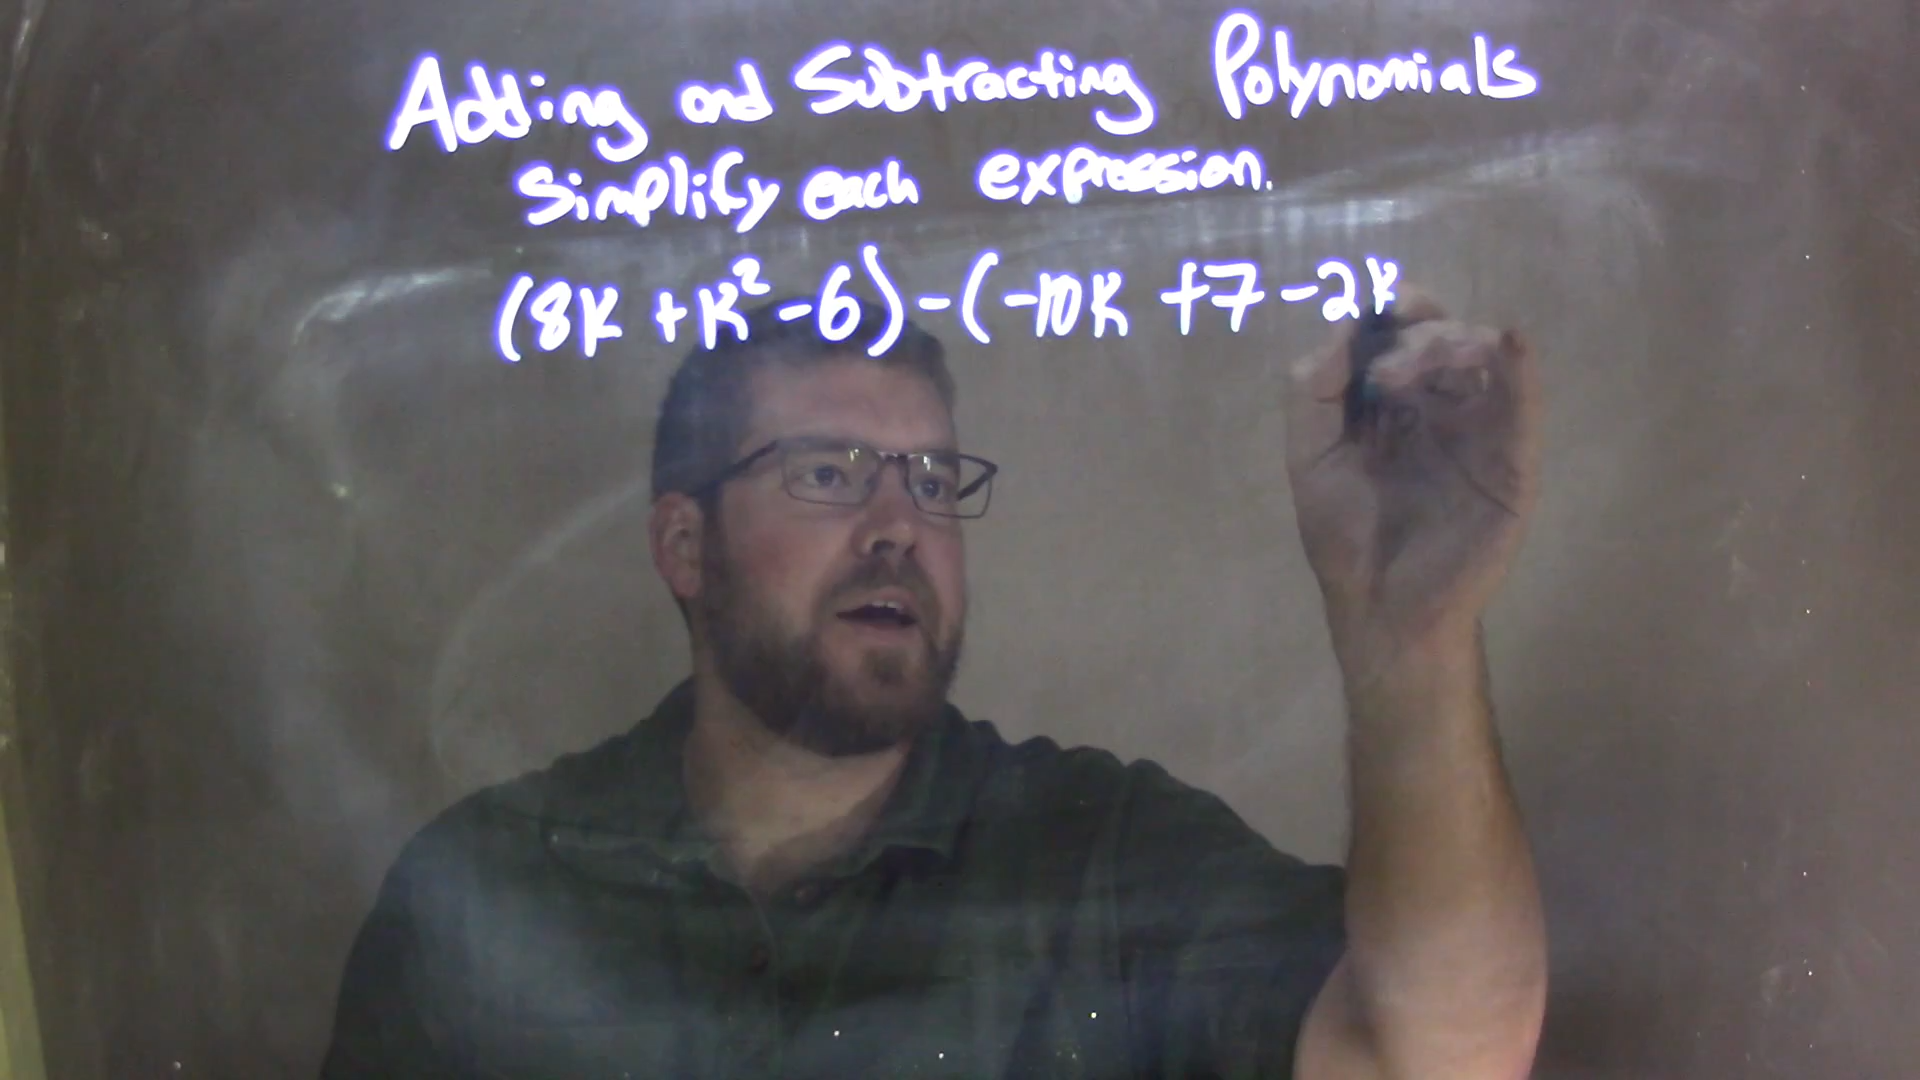 Adding and Subtracting Polynomials
Simplify each expression.
(8k + k² - 6) - (-10k + 7 - 2k